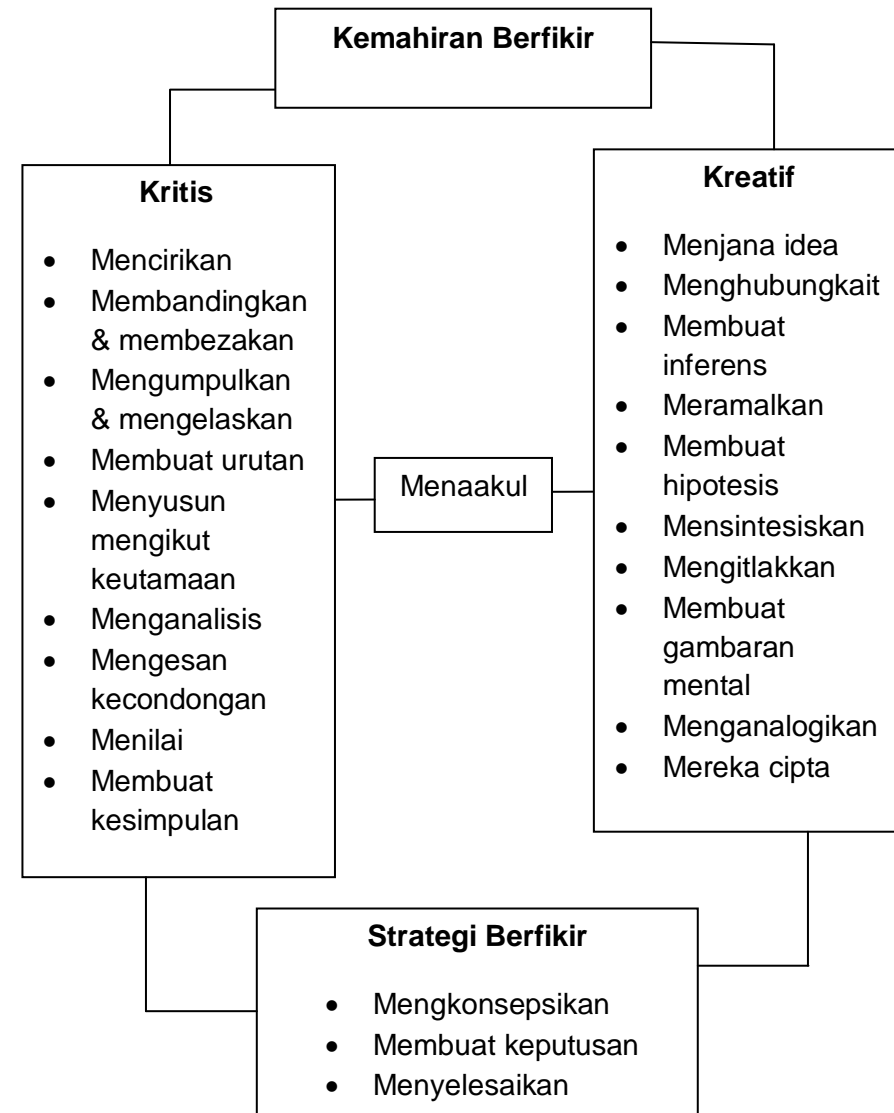 Kemahiran Berfikir
Kritis
• Mencirikan
• Membandingkan
& membezakan
• Mengumpulkan
& mengelaskan
• Membuat urutan
• Menyusun
mengikut
keutamaan
• Menganalisis
• Mengesan
kecondongan
• Menilai
• Membuat
kesimpulan
Menaakul
Kreatif
• Menjana idea
• Menghubungkait
• Membuat
inferens
• Meramalkan
• Membuat
hipotesis
• Mensintesiskan
• Mengitlakkan
• Membuat
gambaran
mental
• Menganalogikan
• Mereka cipta
Strategi Berfikir
• Mengkonsepsikan
• Membuat keputusan
• Menyelesaikan